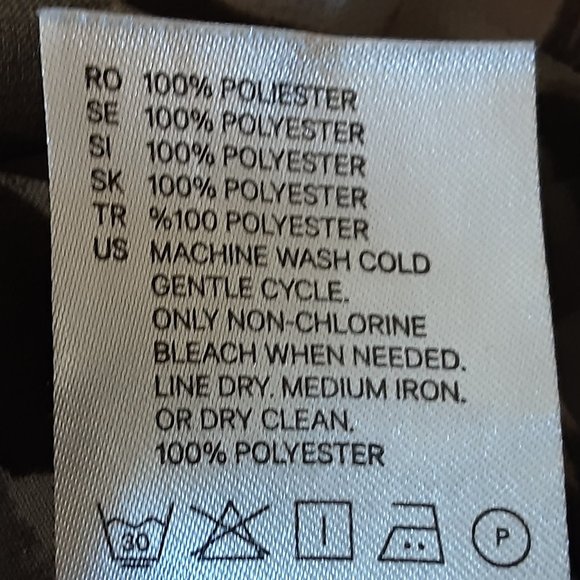 RO 100% POLIESTER
SE 100% POLYESTER
SI 100% POLYESTER
SK 100% POLYESTER
TR %100 POLYESTER
US MACHINE WASH COLD
GENTLE CYCLE.
ONLY NON-CHLORINE
BLEACH WHEN NEEDED.
LINE DRY. MEDIUM IRON.
OR DRY CLEAN.
100% POLYESTER
30 P